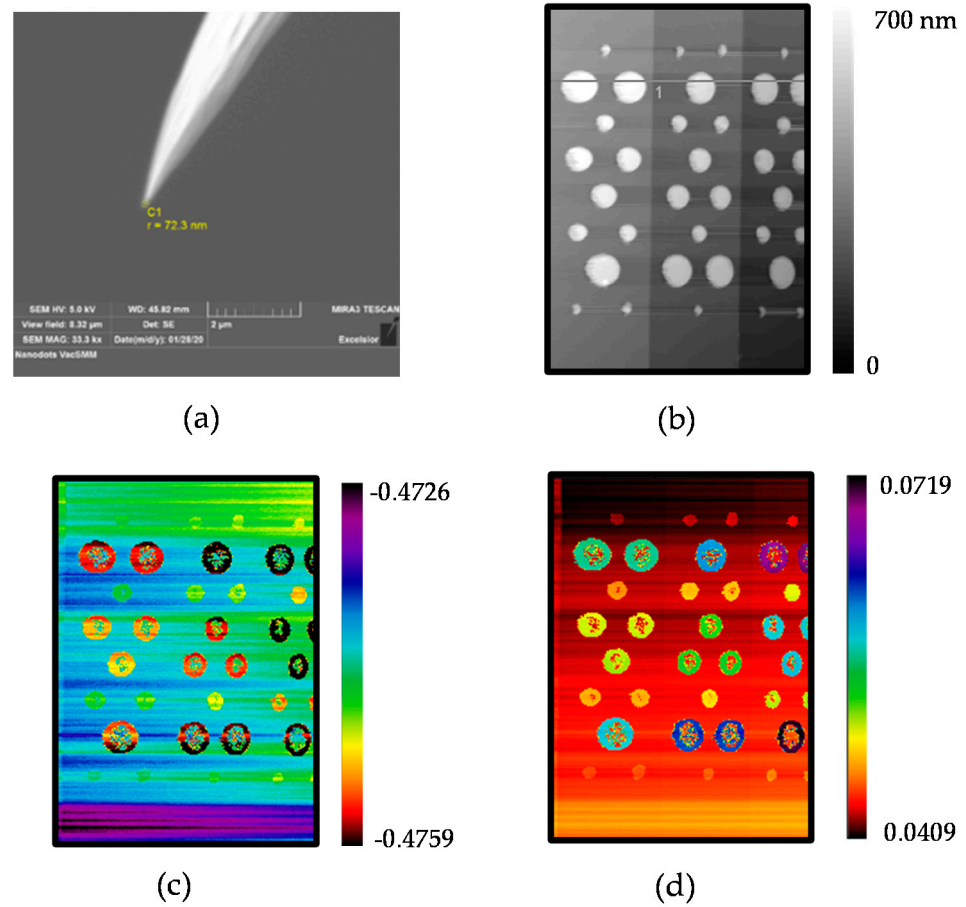 C1
r = 72.3 nm
SEM HV: 5.0 kV WD: 45.82 mm MIRA3 TESCAN
View field: 8.32 µm Det: SE 2 µm
SEM MAG: 33.3 kx Date(m/d/y): 01/28/20 Excelsior
Nanodots VacSMM
(a)
700 nm
1
0
(b)
-0.4726
-0.4759
(c)
0.0719
0.0409
(d)